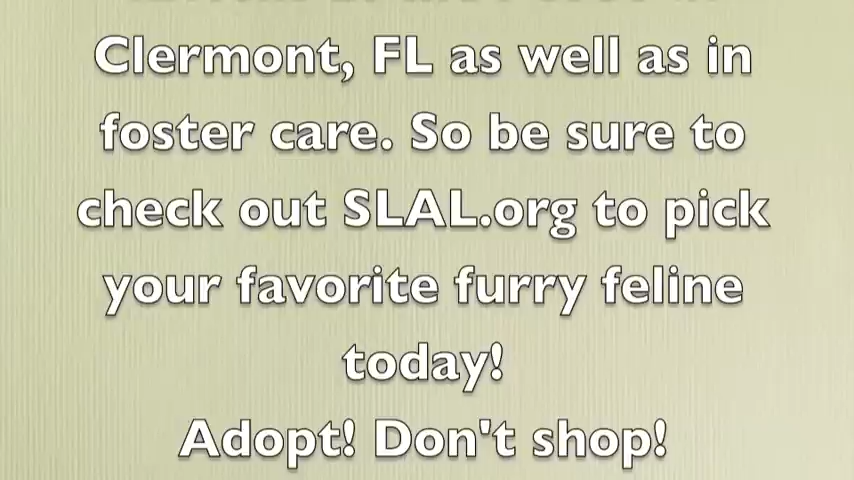 Clermont, FL as well as in
foster care. So be sure to
check out SLAL.org to pick
your favorite furry feline
today!
Adopt! Don't shop!